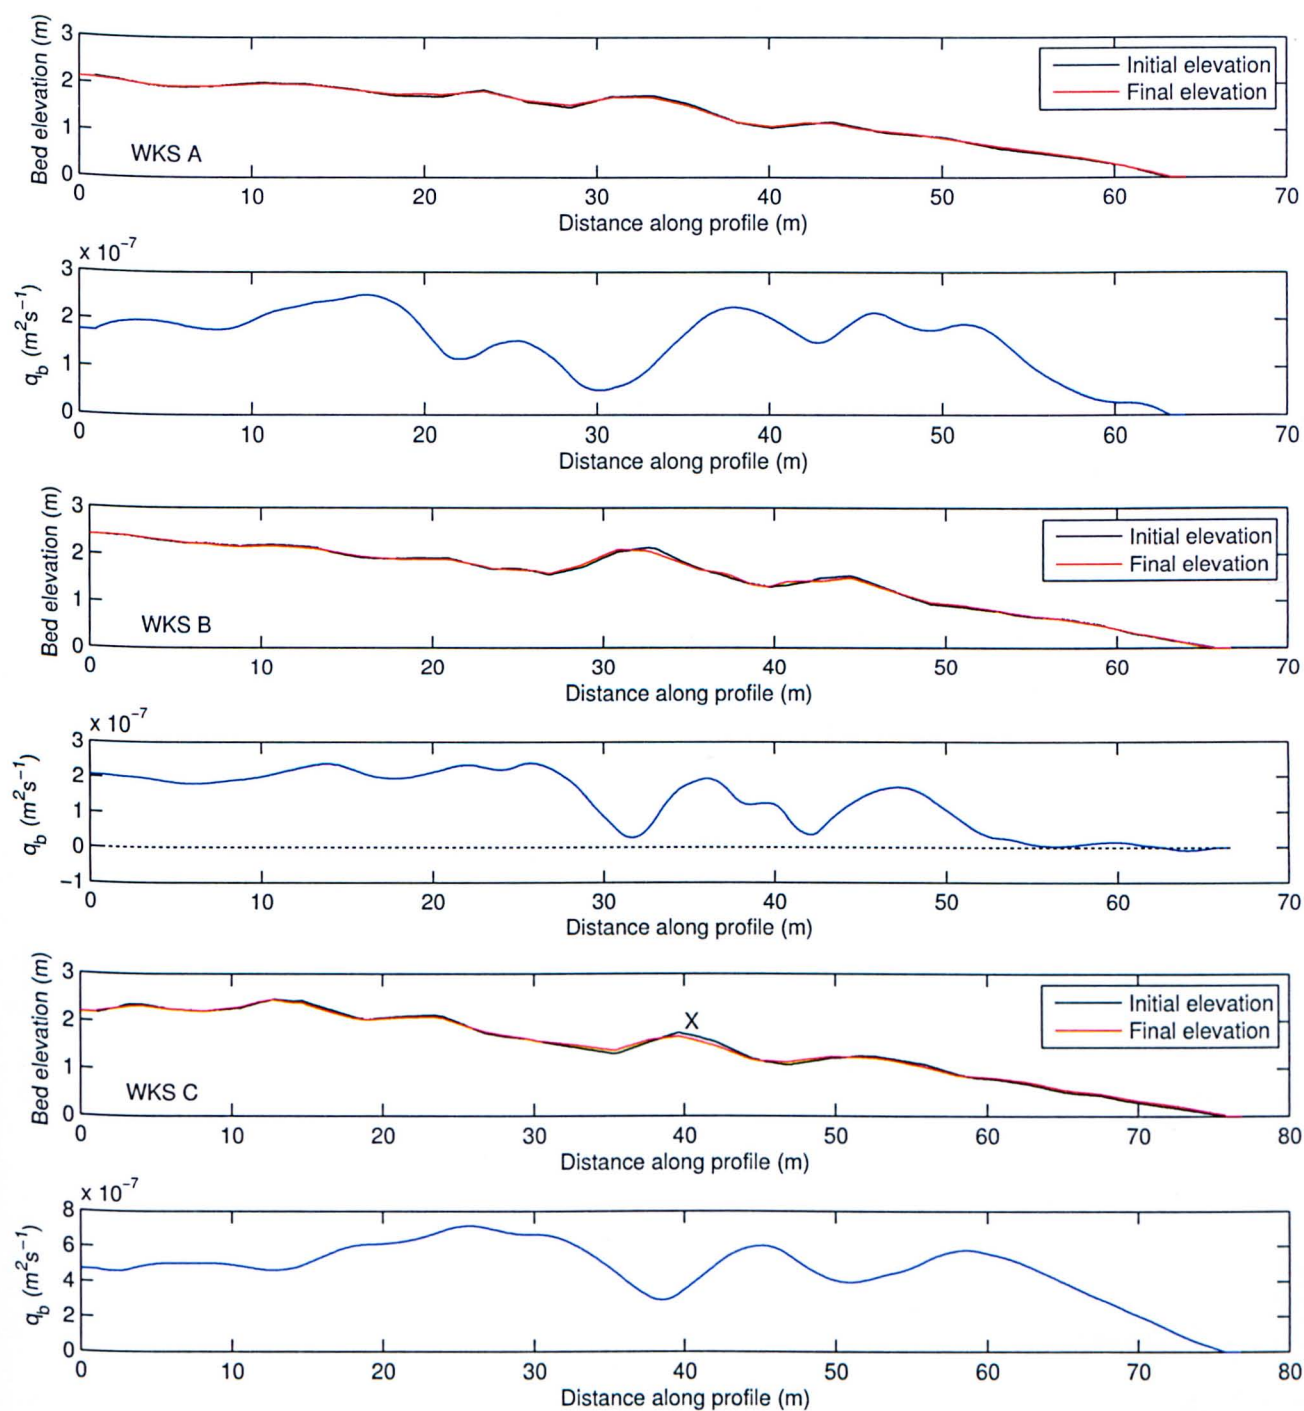 Bed elevation (m)
3
2
1
0
WKS A
Initial elevation
Final elevation
0 10 20 30 40 50 60 70
Distance along profile (m)
x 10⁻⁷
q_b (m²s⁻¹)
3
2
1
0
0 10 20 30 40 50 60 70
Distance along profile (m)
Bed elevation (m)
3
2
1
0
WKS B
Initial elevation
Final elevation
0 10 20 30 40 50 60 70
Distance along profile (m)
x 10⁻⁷
q_b (m²s⁻¹)
3
2
1
0
−1
0 10 20 30 40 50 60 70
Distance along profile (m)
Bed elevation (m)
3
2
1
0
X
WKS C
Initial elevation
Final elevation
0 10 20 30 40 50 60 70 80
Distance along profile (m)
x 10⁻⁷
q_b (m²s⁻¹)
8
6
4
2
0
0 10 20 30 40 50 60 70 80
Distance along profile (m)